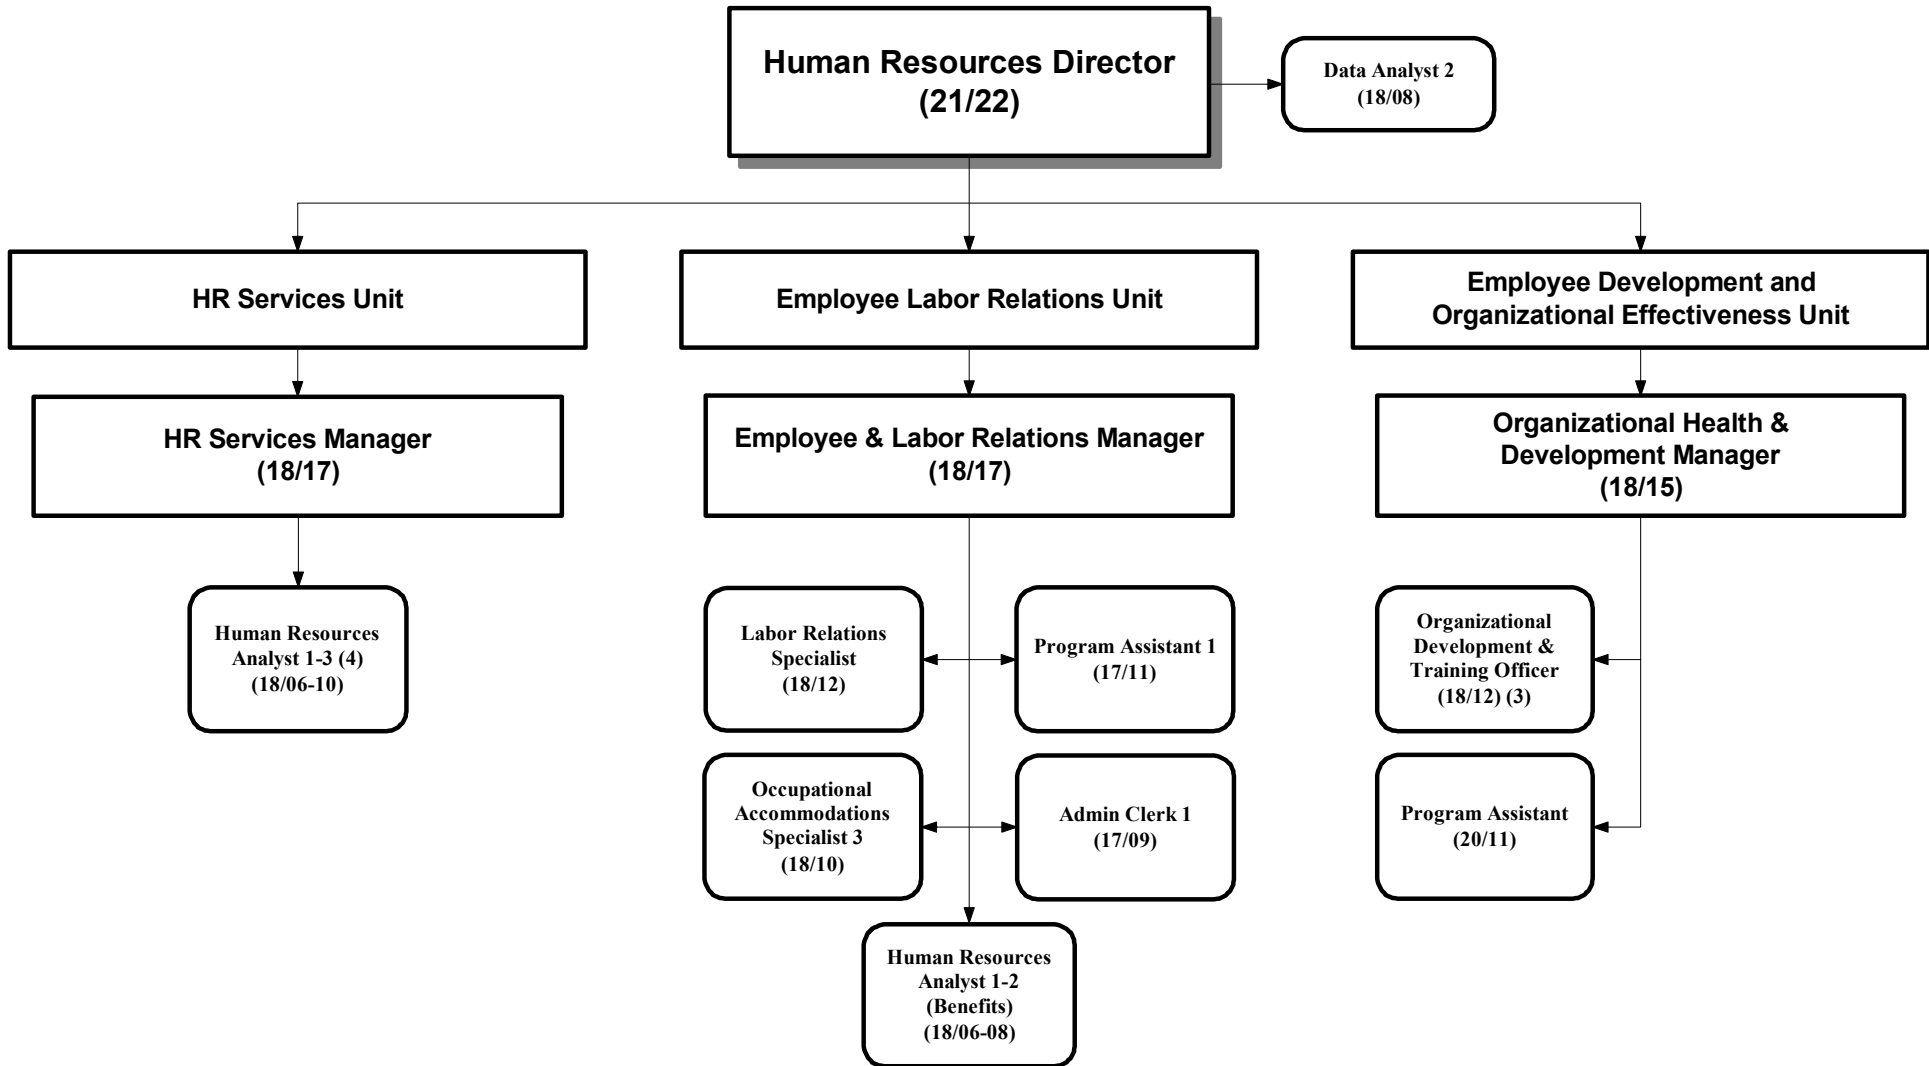 Human Resources Director
(21/22)
Data Analyst 2
(18/08)
HR Services Unit
Employee Labor Relations Unit
Employee Development and
Organizational Effectiveness Unit
HR Services Manager
(18/17)
Employee & Labor Relations Manager
(18/17)
Organizational Health &
Development Manager
(18/15)
Human Resources
Analyst 1-3 (4)
(18/06-10)
Labor Relations
Specialist
(18/12)
Program Assistant 1
(17/11)
Organizational
Development &
Training Officer
(18/12) (3)
Occupational
Accommodations
Specialist 3
(18/10)
Admin Clerk 1
(17/09)
Program Assistant
(20/11)
Human Resources
Analyst 1-2
(Benefits)
(18/06-08)